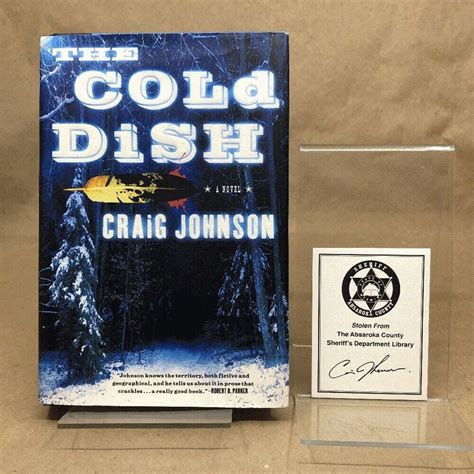 THE
COLd
DiSH
★ A NOVEL ★
CRAiG JOHNSON
"Johnson knows the territory, both fictive and
geographical, and he tells us about it in prose that
crackles . . . a really good book." –ROBERT B. PARKER
SHERIFF
ABSAROKA COUNTY
Stolen From
The Absaroka County
Sheriff's Department Library